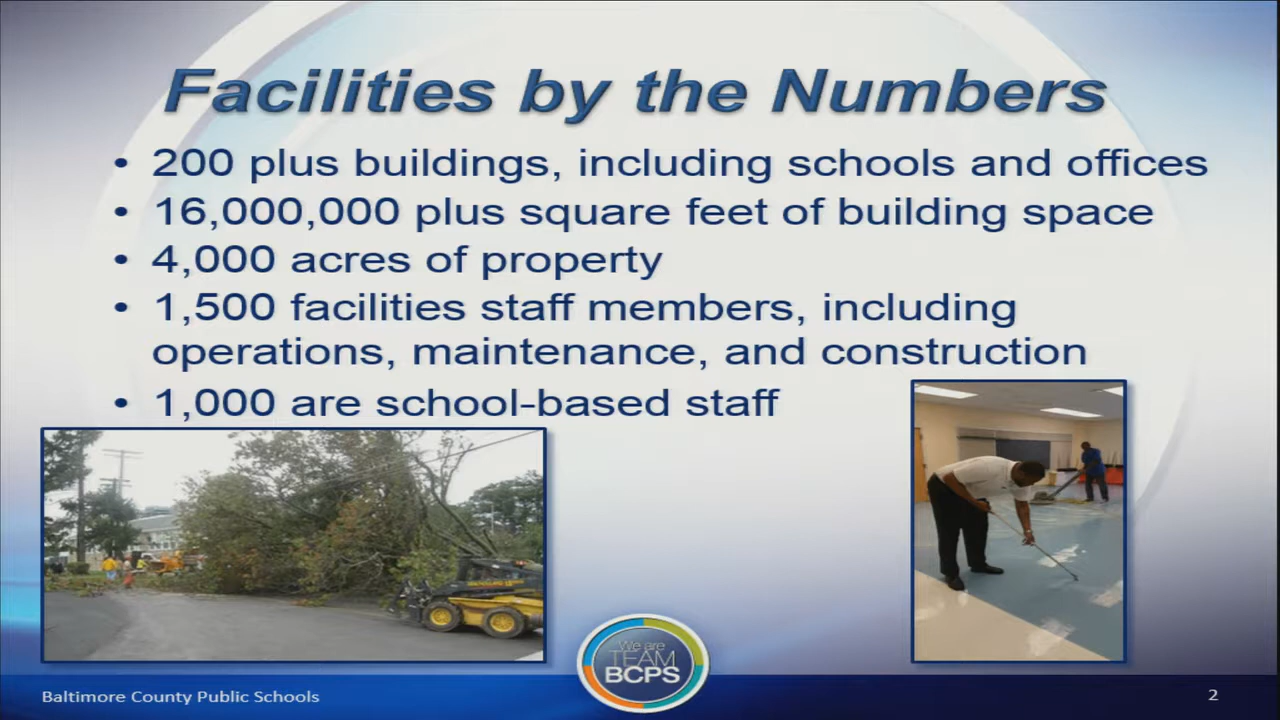 Facilities by the Numbers
• 200 plus buildings, including schools and offices
• 16,000,000 plus square feet of building space
• 4,000 acres of property
• 1,500 facilities staff members, including
operations, maintenance, and construction
• 1,000 are school-based staff
We are
TEAM
BCPS
Baltimore County Public Schools
2